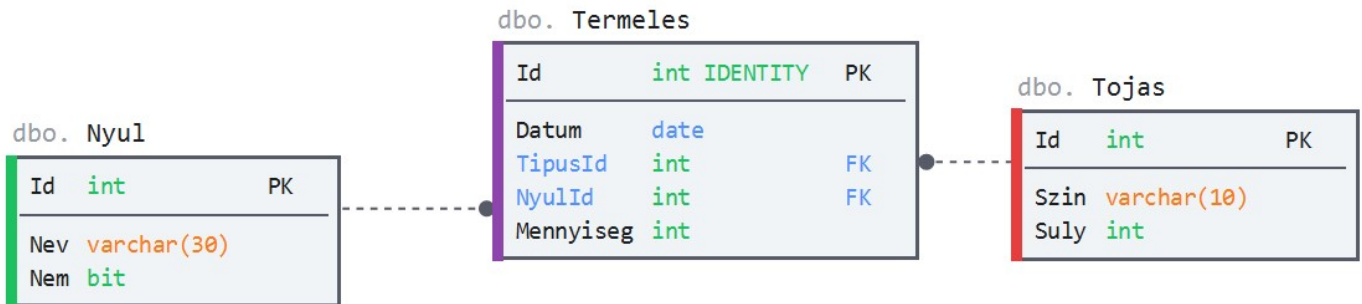 dbo. Nyul
Id int PK
Nev varchar(30)
Nem bit
dbo. Termeles
Id int IDENTITY PK
Datum date
TipusId int FK
NyulId int FK
Mennyiseg int
dbo. Tojas
Id int PK
Szin varchar(10)
Suly int